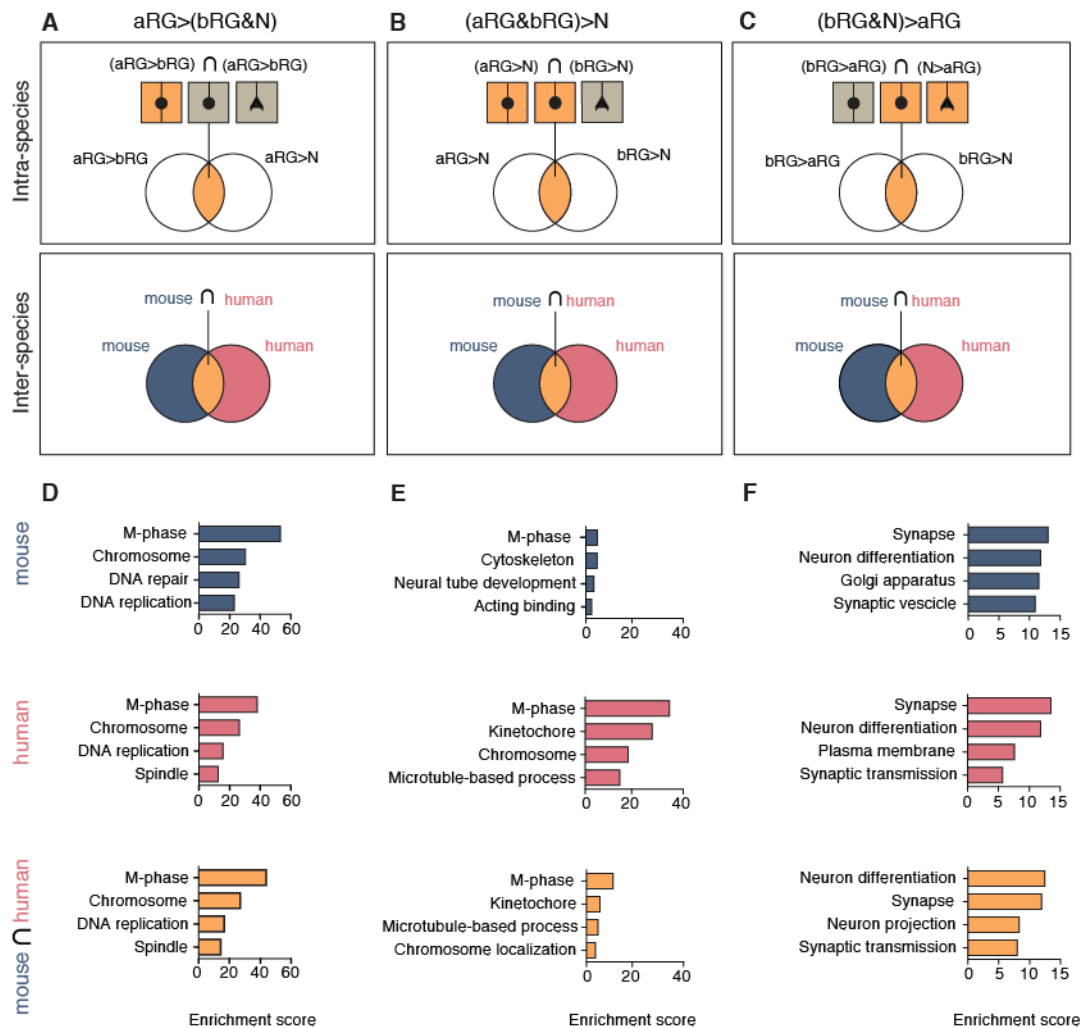 A aRG>(bRG&N)
B (aRG&bRG)>N
C (bRG&N)>aRG
Intra-species
(aRG>bRG) ∩ (aRG>bRG)
aRG>bRG
aRG>N
(aRG>N) ∩ (bRG>N)
aRG>N
bRG>N
(bRG>aRG) ∩ (N>aRG)
bRG>aRG
bRG>N
Inter-species
mouse ∩ human
mouse
human
mouse ∩ human
mouse
human
mouse ∩ human
mouse
human
D
E
F
mouse
M-phase
Chromosome
DNA repair
DNA replication
0 20 40 60
M-phase
Cytoskeleton
Neural tube development
Acting binding
0 20 40
Synapse
Neuron differentiation
Golgi apparatus
Synaptic vescicle
0 5 10 15
human
M-phase
Chromosome
DNA replication
Spindle
0 20 40 60
M-phase
Kinetochore
Chromosome
Microtuble-based process
0 20 40
Synapse
Neuron differentiation
Plasma membrane
Synaptic transmission
0 5 10 15
mouse ∩ human
M-phase
Chromosome
DNA replication
Spindle
0 20 40 60
M-phase
Kinetochore
Microtubule-based process
Chromosome localization
0 20 40
Neuron differentiation
Synapse
Neuron projection
Synaptic transmission
0 5 10 15
Enrichment score
Enrichment score
Enrichment score